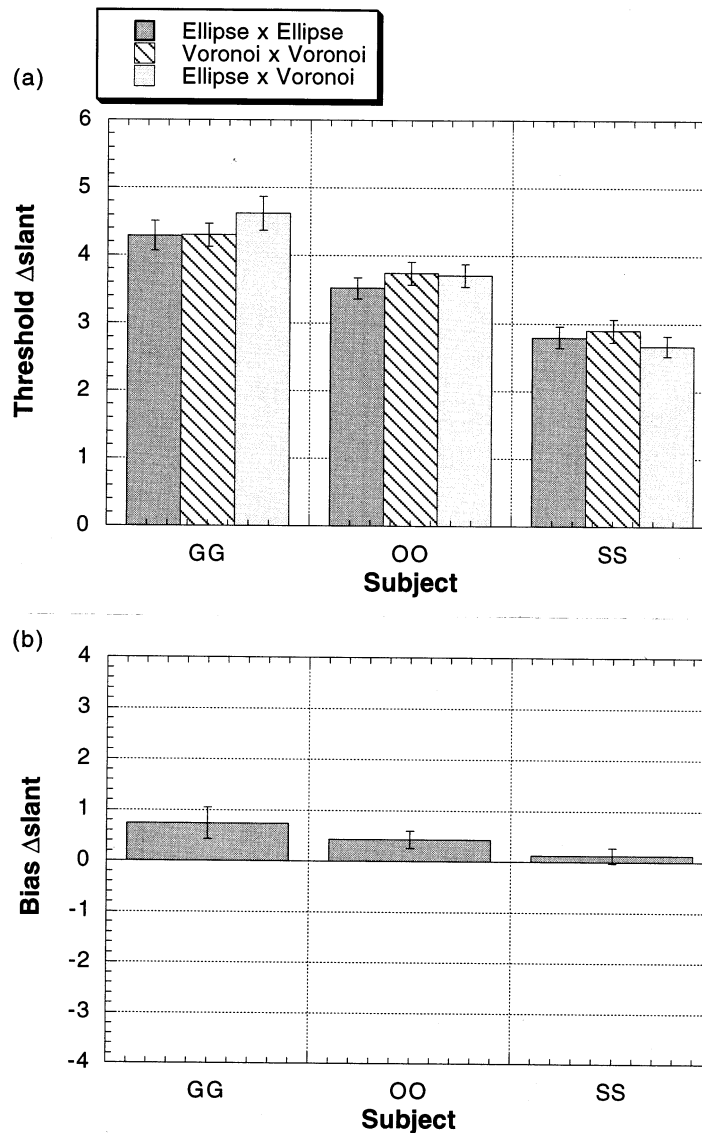 Ellipse x Ellipse
Voronoi x Voronoi
Ellipse x Voronoi
(a)
Threshold Δslant
6
5
4
3
2
1
0
GG OO SS
Subject
(b)
Bias Δslant
4
3
2
1
0
-1
-2
-3
-4
GG OO SS
Subject